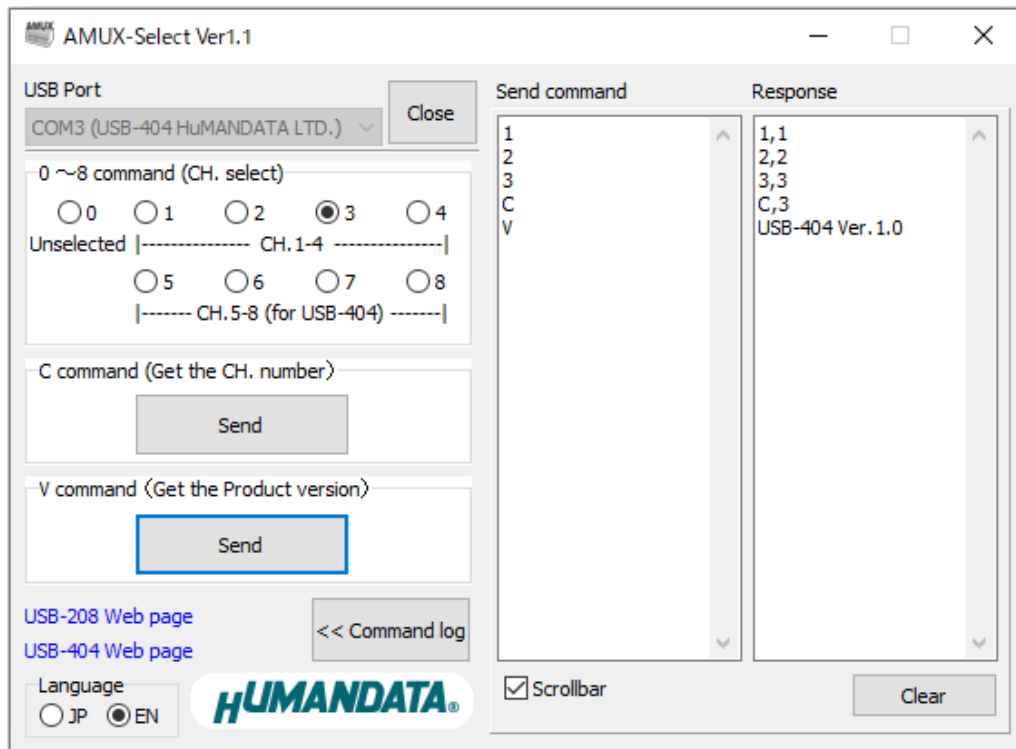 AMUX-Select Ver1.1
USB Port
COM3 (USB-404 HuMANDATA LTD.)
Close
0 ～8 command (CH. select)
0 1 2 3 4
Unselected |--------------- CH.1-4 ---------------|
5 6 7 8
|------- CH.5-8 (for USB-404) -------|
C command (Get the CH. number）
Send
V command （Get the Product version）
Send
USB-208 Web page
USB-404 Web page
<< Command log
Language
JP EN
HUMANDATA®
Send command
1
2
3
C
V
Response
1,1
2,2
3,3
C,3
USB-404 Ver.1.0
Scrollbar
Clear